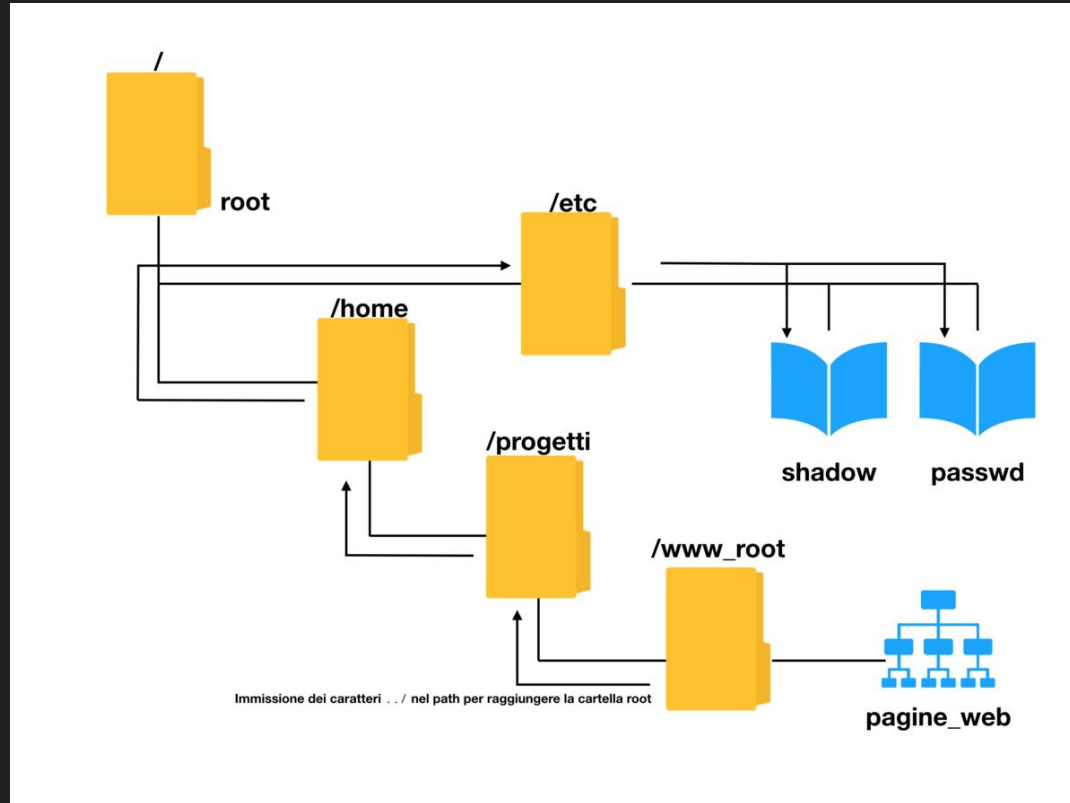 /
root
/etc
/home
/progetti
shadow
passwd
/www_root
Immissione dei caratteri . . / nel path per raggiungere la cartella root
pagine_web